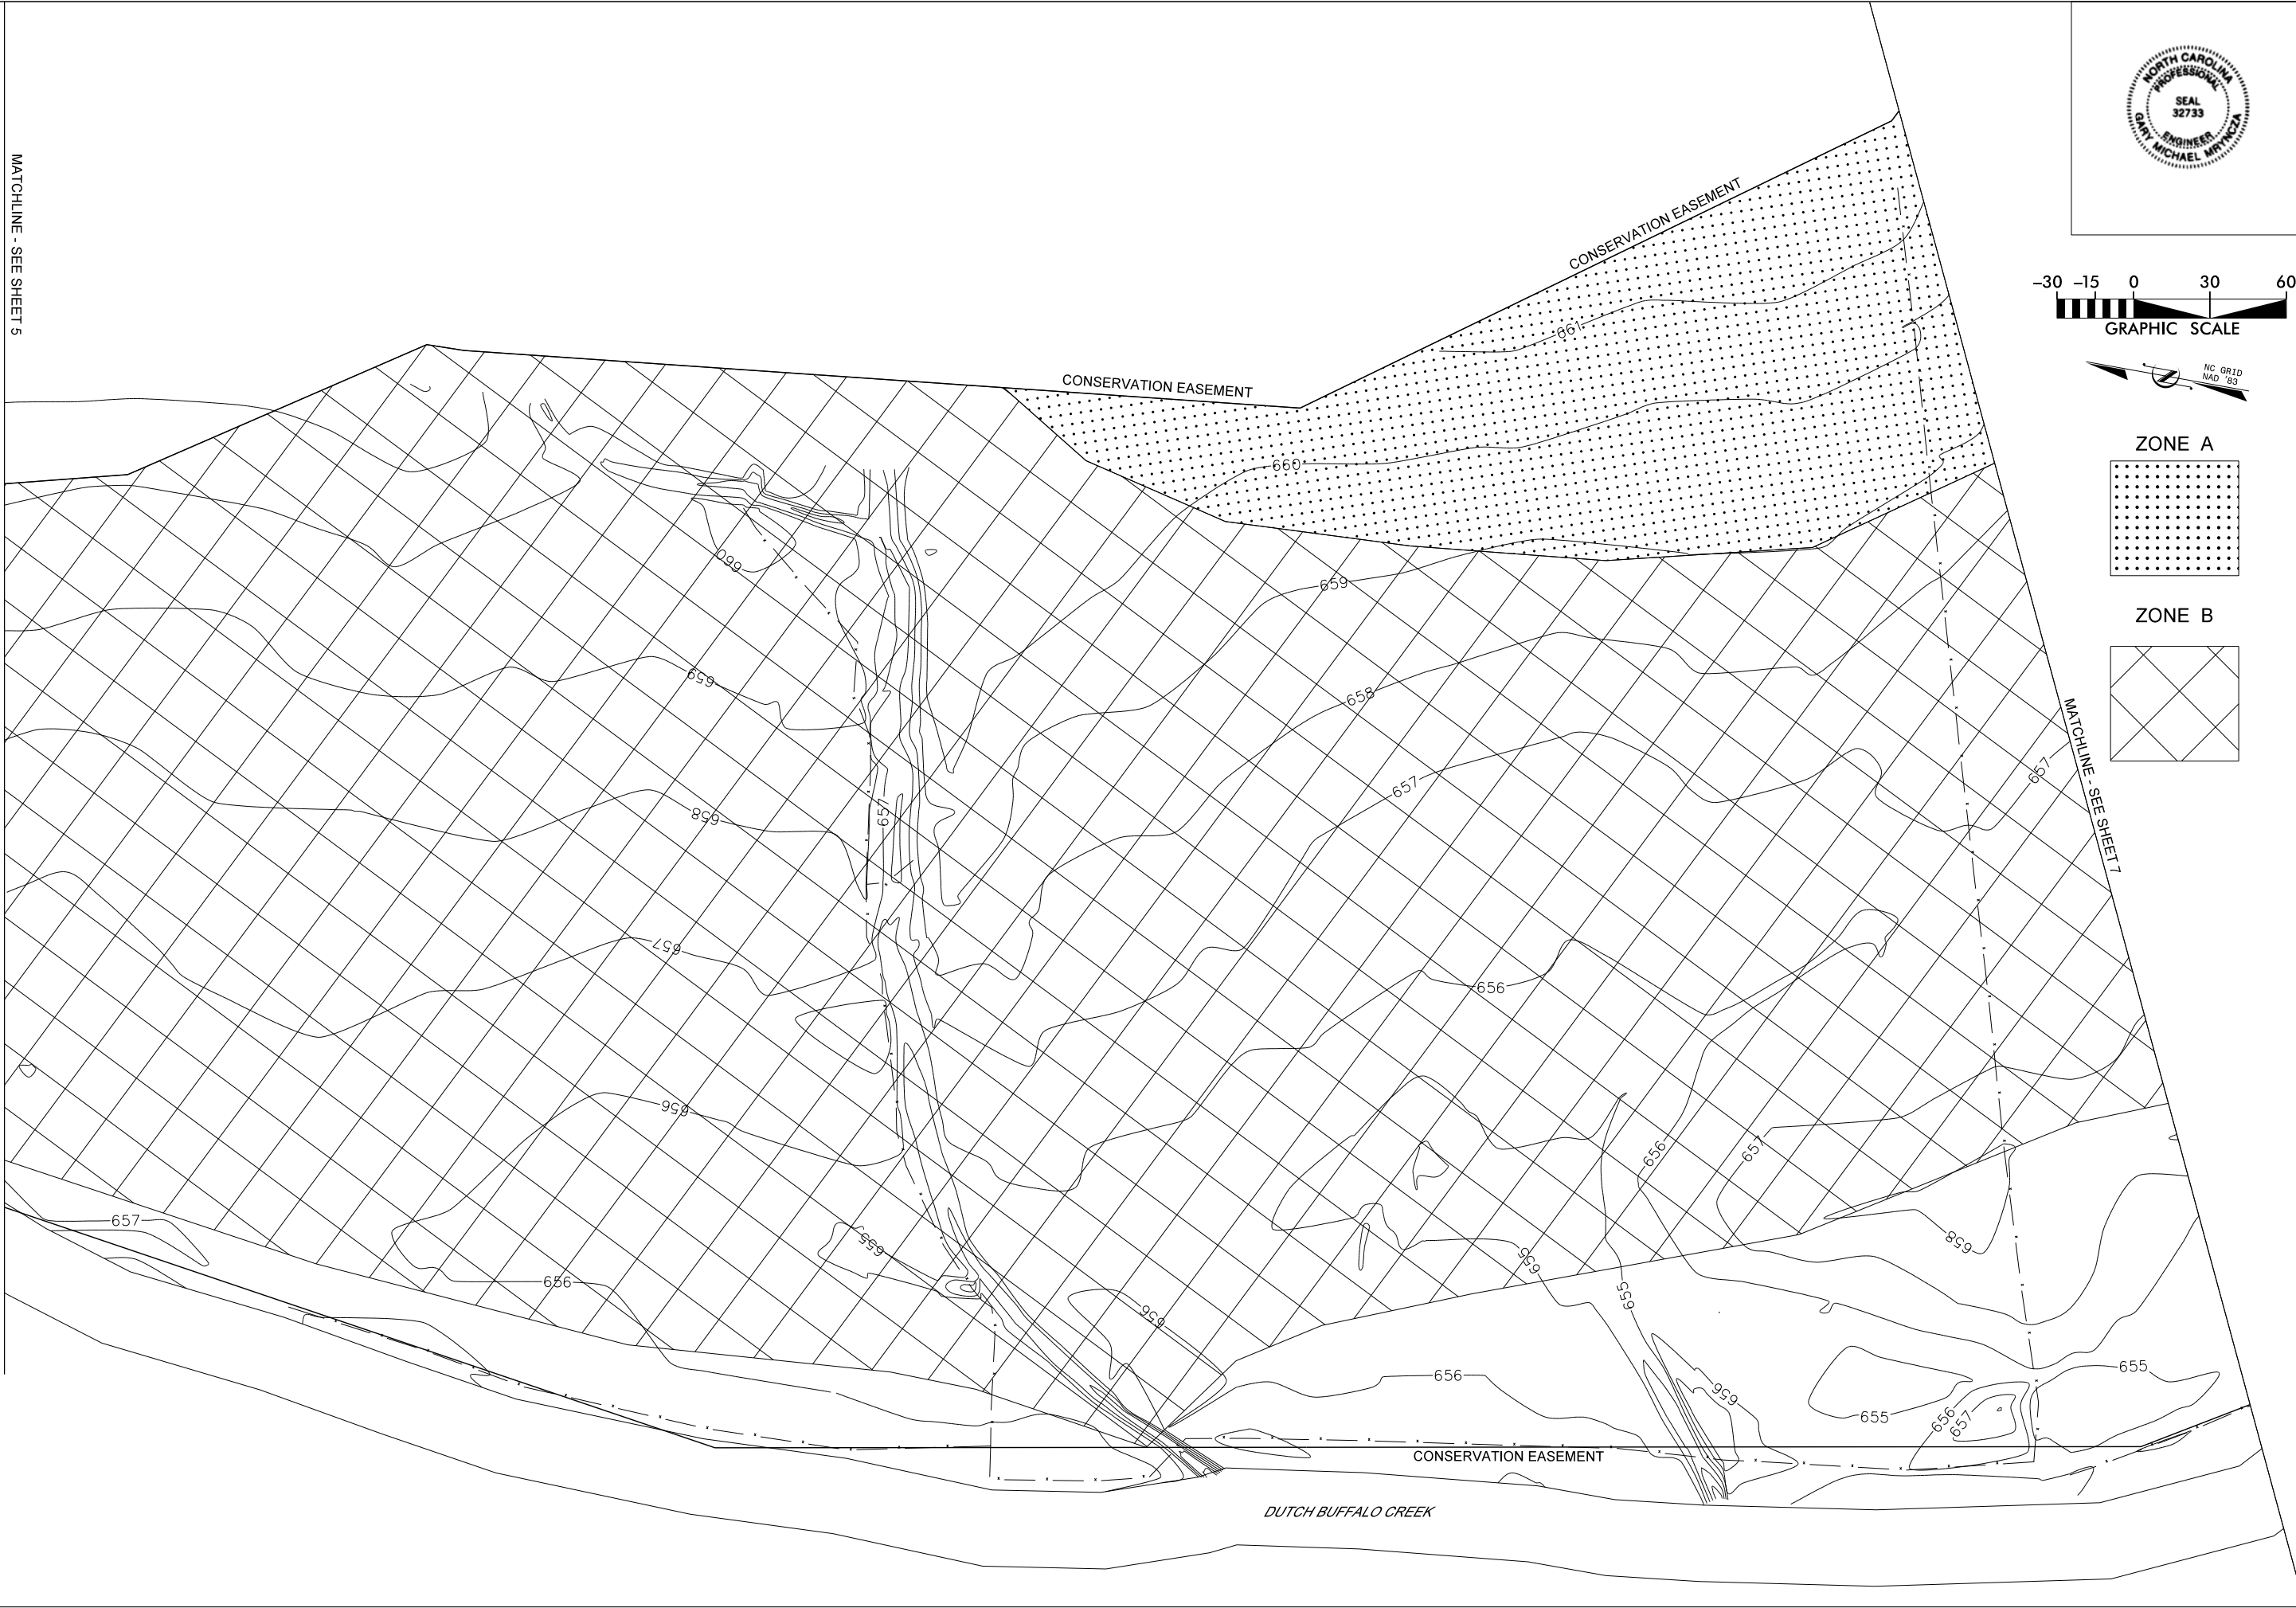 MATCHLINE - SEE SHEET 5
NORTH CAROLINA
PROFESSIONAL
SEAL
32733
ENGINEER
GARY MICHAEL MRYNCZA
-30 -15 0 30 60
GRAPHIC SCALE
NC GRID
NAD '83
ZONE A
ZONE B
MATCHLINE - SEE SHEET 7
CONSERVATION EASEMENT
CONSERVATION EASEMENT
661
660
660
659
659
658
658
657
657
657
657
656
656
656
657
657
656
655
656
655
655
658
656
656
655
655
656
657
CONSERVATION EASEMENT
DUTCH BUFFALO CREEK